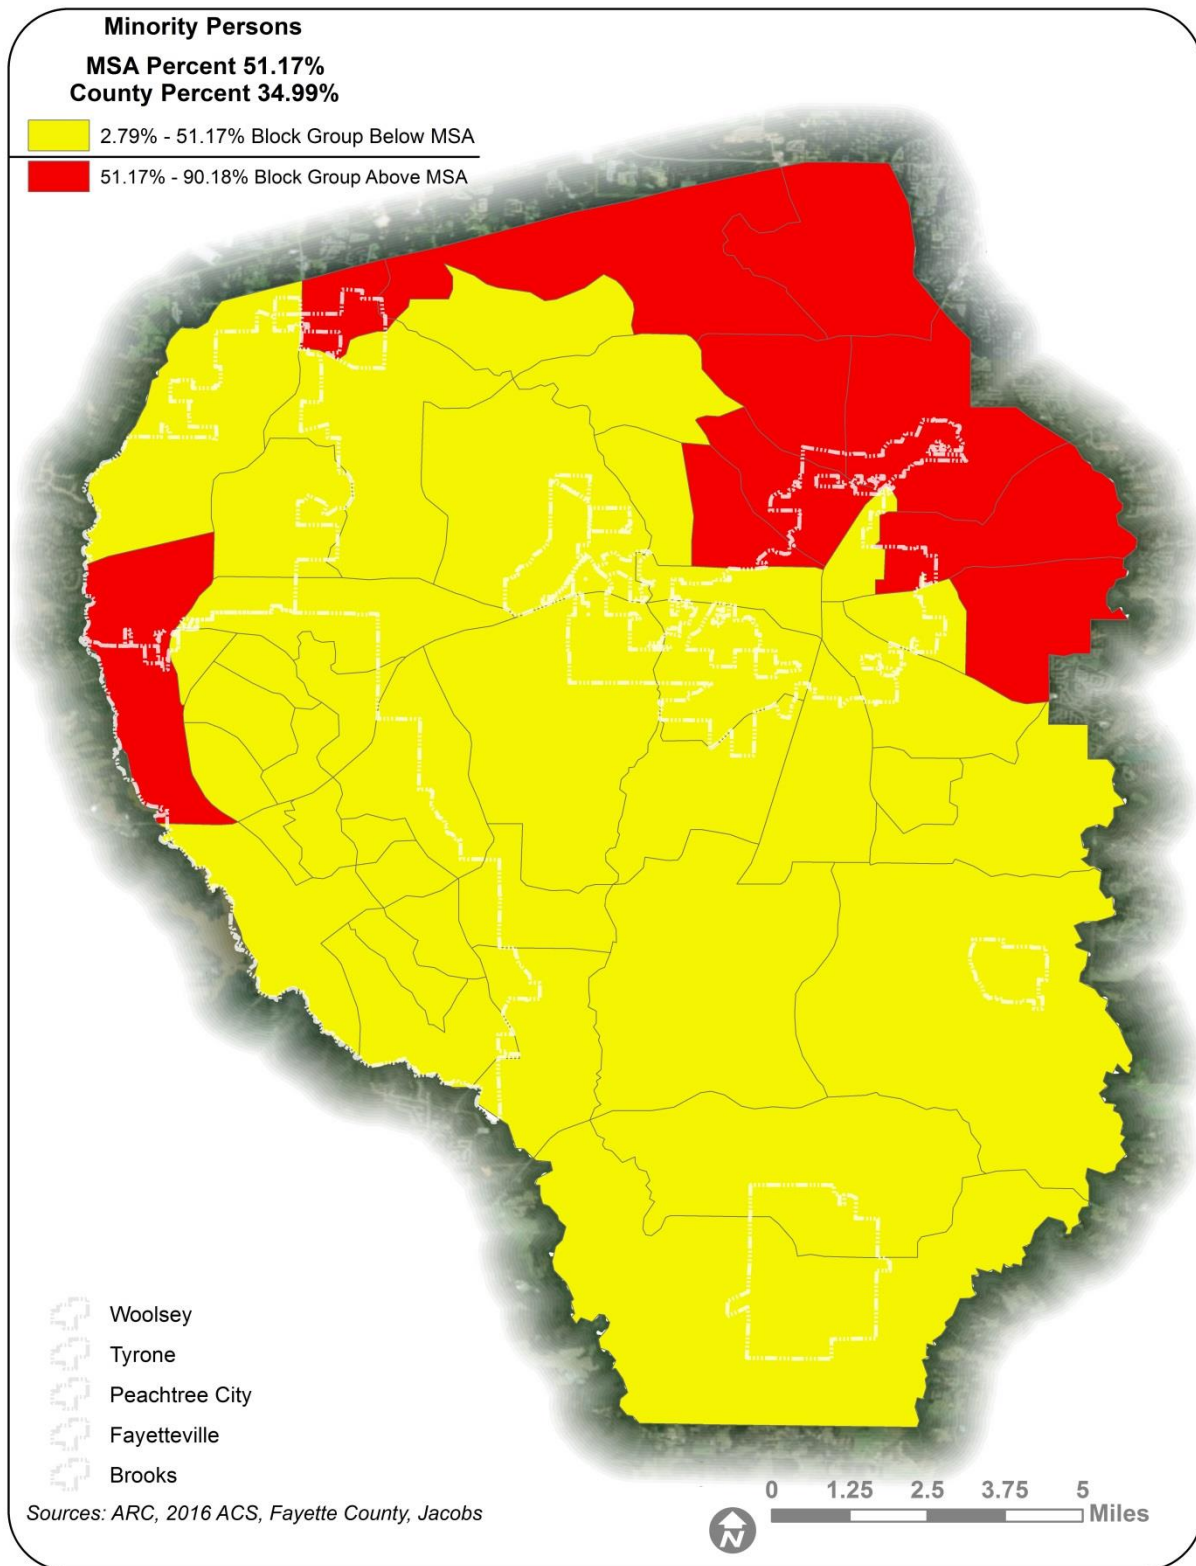 Minority Persons
MSA Percent 51.17%
County Percent 34.99%
2.79% - 51.17% Block Group Below MSA
51.17% - 90.18% Block Group Above MSA
Woolsey
Tyrone
Peachtree City
Fayetteville
Brooks
Sources: ARC, 2016 ACS, Fayette County, Jacobs
N
0 1.25 2.5 3.75 5
Miles